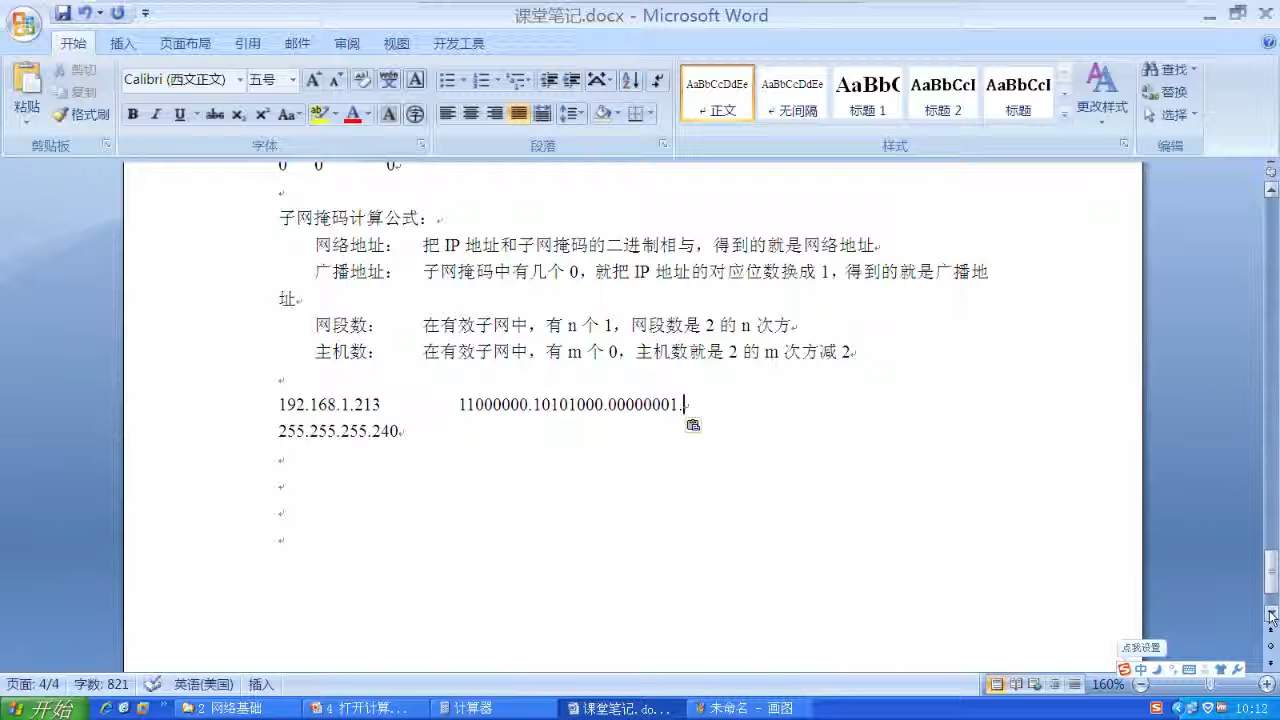 课堂笔记.docx - Microsoft Word
开始 插入 页面布局 引用 邮件 审阅 视图 开发工具
剪切
复制
格式刷
粘贴
Calibri (西文正文) 五号
AaBbCcDdEe AaBbCcDdEe AaBbC AaBbCcI AaBbCcI
正文 无间隔 标题 1 标题 2 标题
更改样式
查找
替换
选择
剪贴板 字体 段落 样式 编辑
0 0 0
子网掩码计算公式：
网络地址： 把 IP 地址和子网掩码的二进制相与，得到的就是网络地址
广播地址： 子网掩码中有几个 0，就把 IP 地址的对应位数换成 1，得到的就是广播地
址
网段数： 在有效子网中，有 n 个 1，网段数是 2 的 n 次方
主机数： 在有效子网中，有 m 个 0，主机数就是 2 的 m 次方减 2
192.168.1.213 11000000.10101000.00000001.
255.255.255.240
点我设置
中
页面: 4/4 字数: 821 英语(美国) 插入 160%
开始 2 网络基础 4 打开计算... 计算器 课堂笔记.do... 未命名 - 画图 10:12